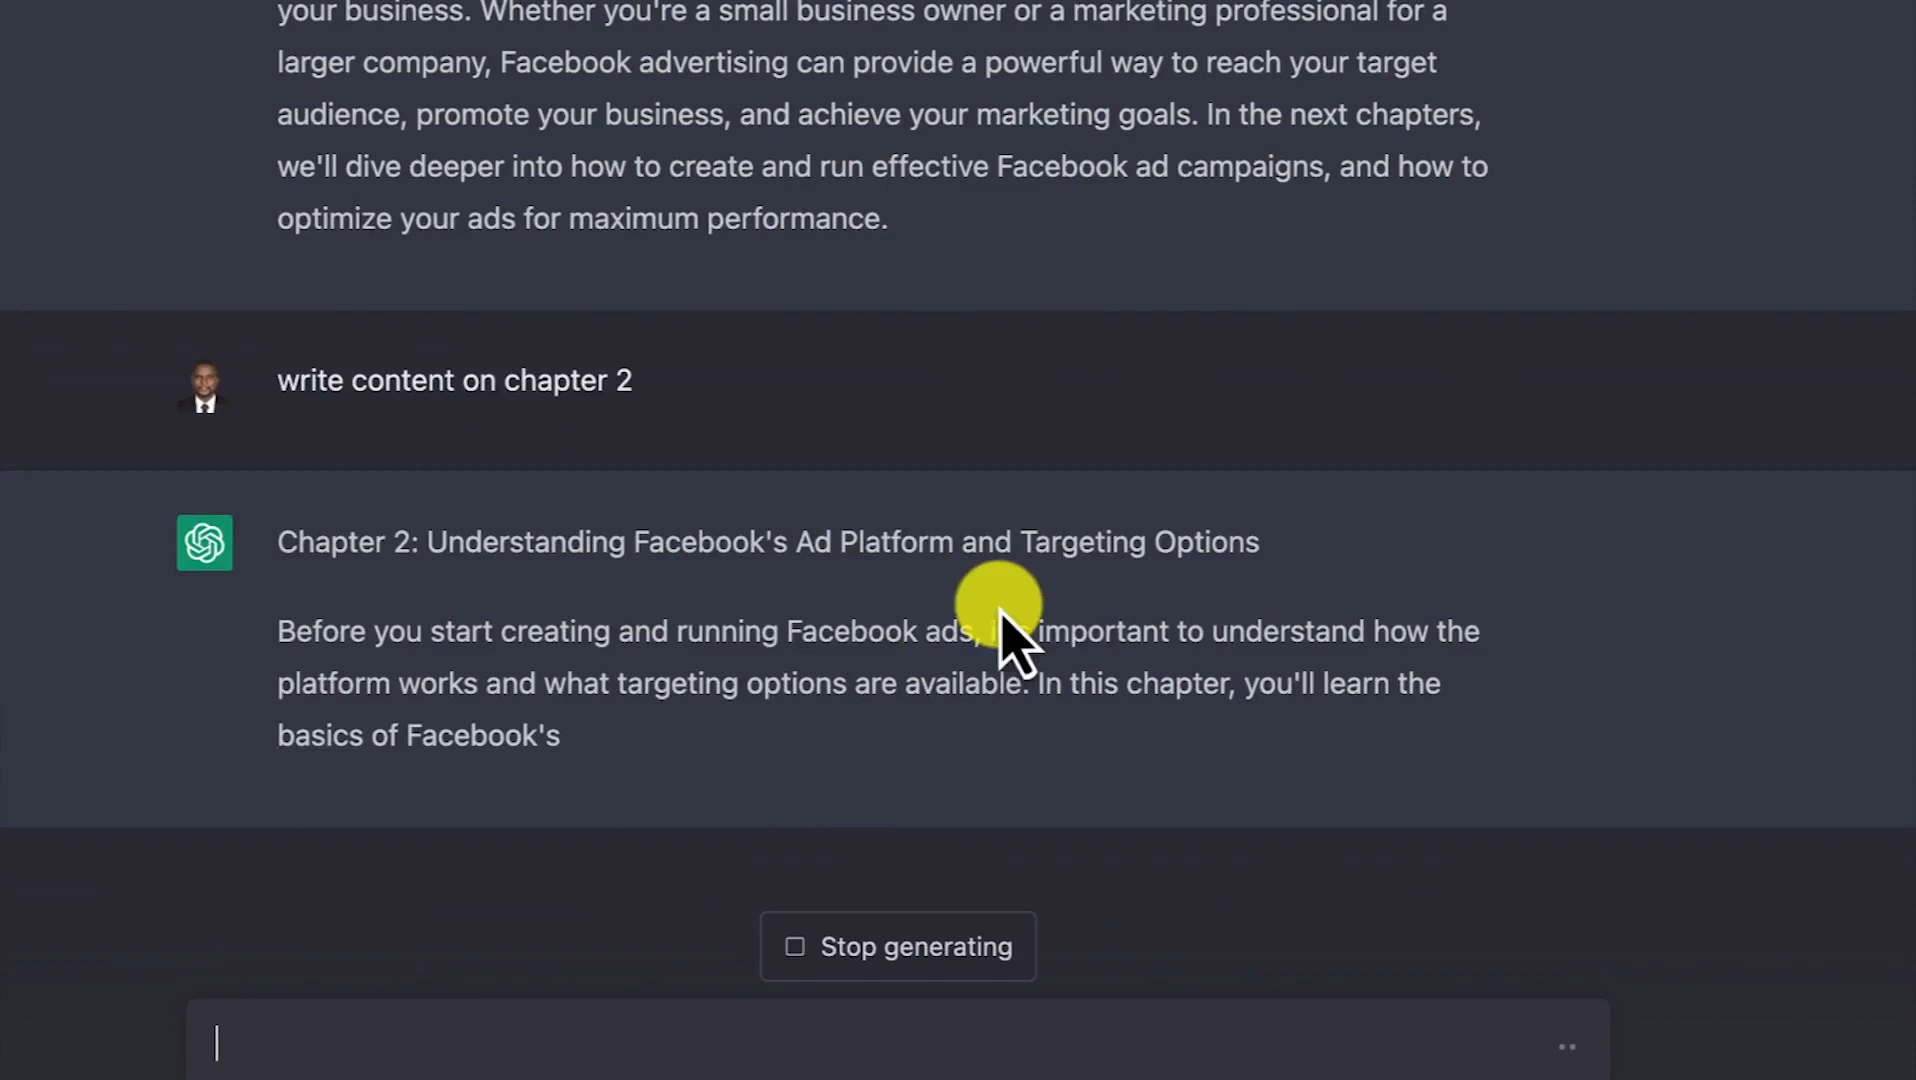 your business. Whether you're a small business owner or a marketing professional for a
larger company, Facebook advertising can provide a powerful way to reach your target
audience, promote your business, and achieve your marketing goals. In the next chapters,
we'll dive deeper into how to create and run effective Facebook ad campaigns, and how to
optimize your ads for maximum performance.
write content on chapter 2
Chapter 2: Understanding Facebook's Ad Platform and Targeting Options
Before you start creating and running Facebook ads, important to understand how the
platform works and what targeting options are available. In this chapter, you'll learn the
basics of Facebook's
Stop generating